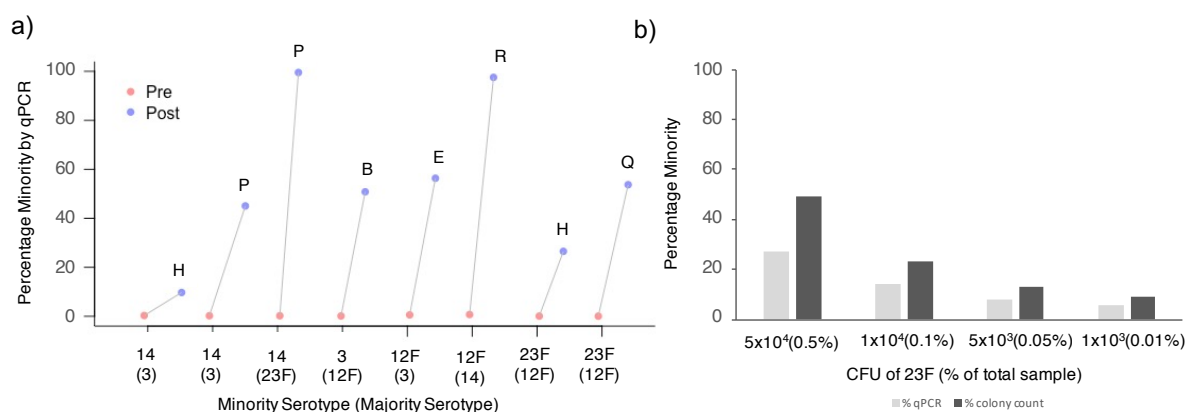 a)
Percentage Minority by qPCR
100
80
60
40
20
0
Pre
Post
H
P
P
B
E
R
H
Q
14 14 14 3 12F 12F 23F 23F
(3) (3) (23F) (12F) (3) (14) (12F) (12F)
Minority Serotype (Majority Serotype)
b)
Percentage Minority
100
80
60
40
20
0
5x10⁴(0.5%) 1x10⁴(0.1%) 5x10³(0.05%) 1x10³(0.01%)
CFU of 23F (% of total sample)
% qPCR % colony count